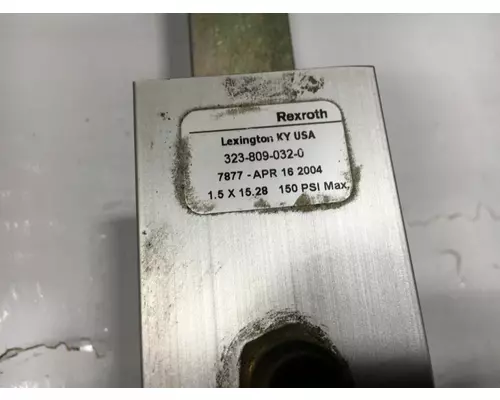 Rexroth
Lexington KY USA
323-809-032-0
7877 - APR 16 2004
1.5 X 15.28 150 PSI Max.